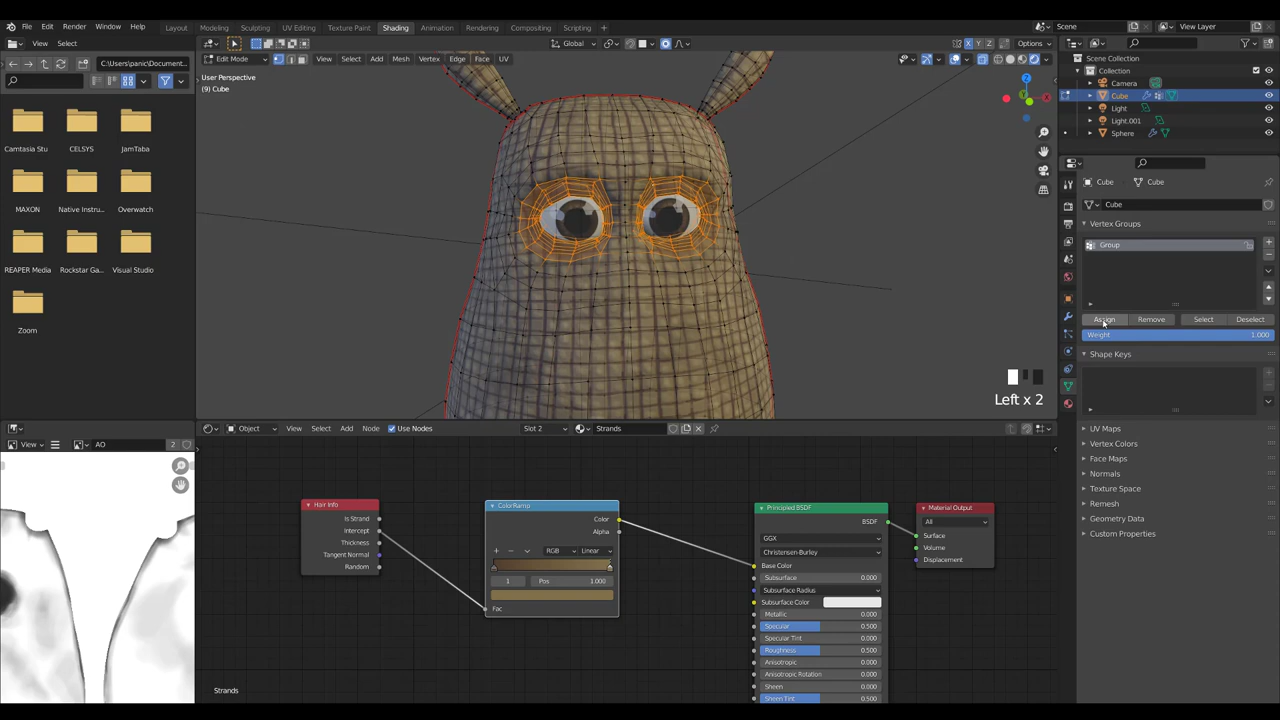 File Edit Render Window Help Layout Modeling Sculpting UV Editing Texture Paint Shading Animation Rendering Compositing Scripting + Scene View Layer
View Select Global X Y Z Options
C:\users\panic\Document... Edit Mode View Select Add Mesh Vertex Edge Face UV Scene Collection
User Perspective Collection
(9) Cube Camera
Cube
Light
Light.001
Camtasia Stu CELSYS JamTaba Sphere
Cube Cube
MAXON Native Instru... Overwatch Cube
Vertex Groups
Group
REAPER Media Rockstar Ga... Visual Studio
Assign Remove Select Deselect
Zoom Weight 1.000
Shape Keys
Left x 2
View AO 2 Object View Select Add Node Use Nodes Slot 2 Strands UV Maps
Vertex Colors
Face Maps
Normals
Texture Space
Remesh
Geometry Data
Custom Properties
Hair Info
Is Strand
Intercept
Thickness
Tangent Normal
Random
ColorRamp
Color
Alpha
+ − RGB Linear
1 Pos 1.000
Fac
Principled BSDF
BSDF
GGX
Christensen-Burley
Base Color
Subsurface 0.000
Subsurface Radius
Subsurface Color
Metallic 0.000
Specular 0.500
Specular Tint 0.000
Roughness 0.500
Anisotropic 0.000
Anisotropic Rotation 0.000
Sheen 0.000
Sheen Tint 0.500
Material Output
All
Surface
Volume
Displacement
Strands